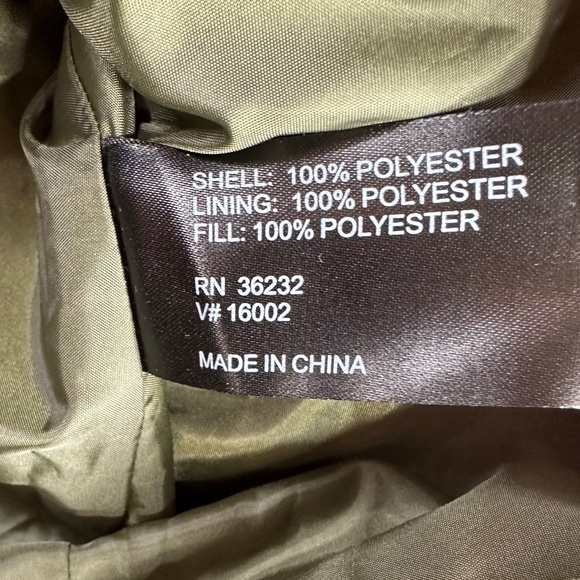 SHELL: 100% POLYESTER
LINING: 100% POLYESTER
FILL: 100% POLYESTER
RN 36232
V# 16002
MADE IN CHINA